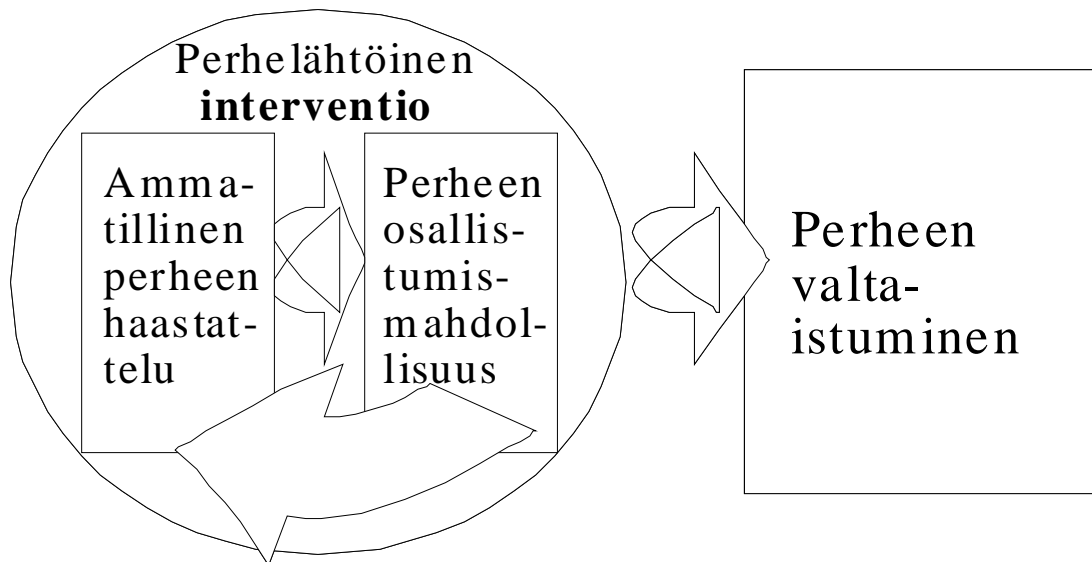 Perhelähtöinen
interventio
Amma-
tillinen
perheen
haastat-
telu
Perheen
osallis-
tumis-
mahdol-
lisuus
Perheen
valta-
istuminen